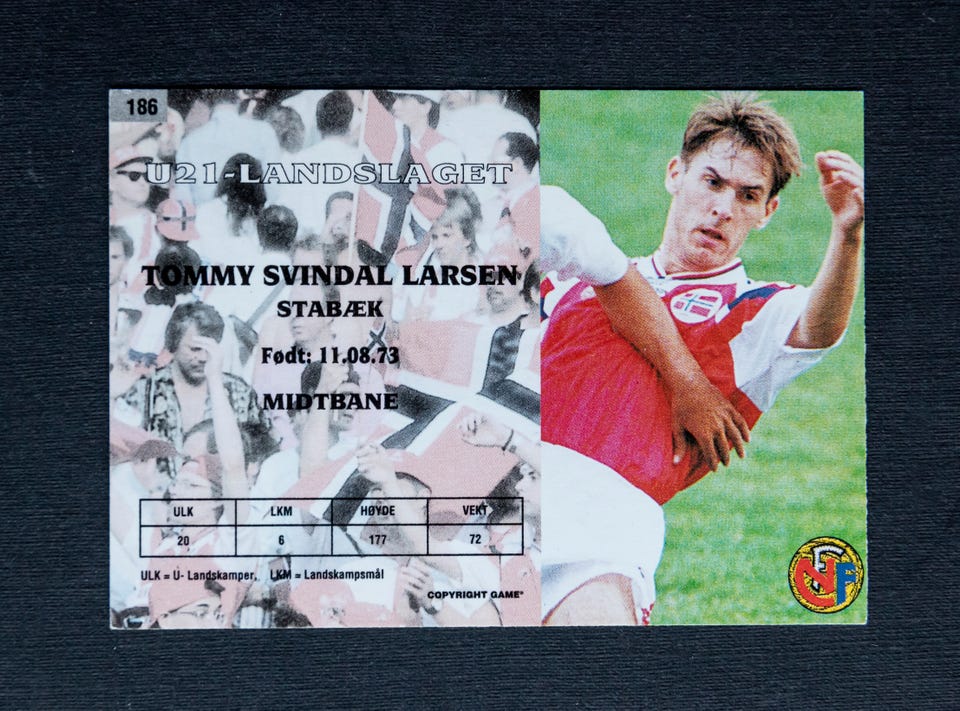 186
U21-LANDSLAGET
TOMMY SVINDAL LARSEN
STABÆK
Født: 11.08.73
MIDTBANE
ULK LKM HØYDE VEKT
20 6 177 72
ULK = U- Landskamper, LKM = Landskampsmål
COPYRIGHT GAME®
NFF